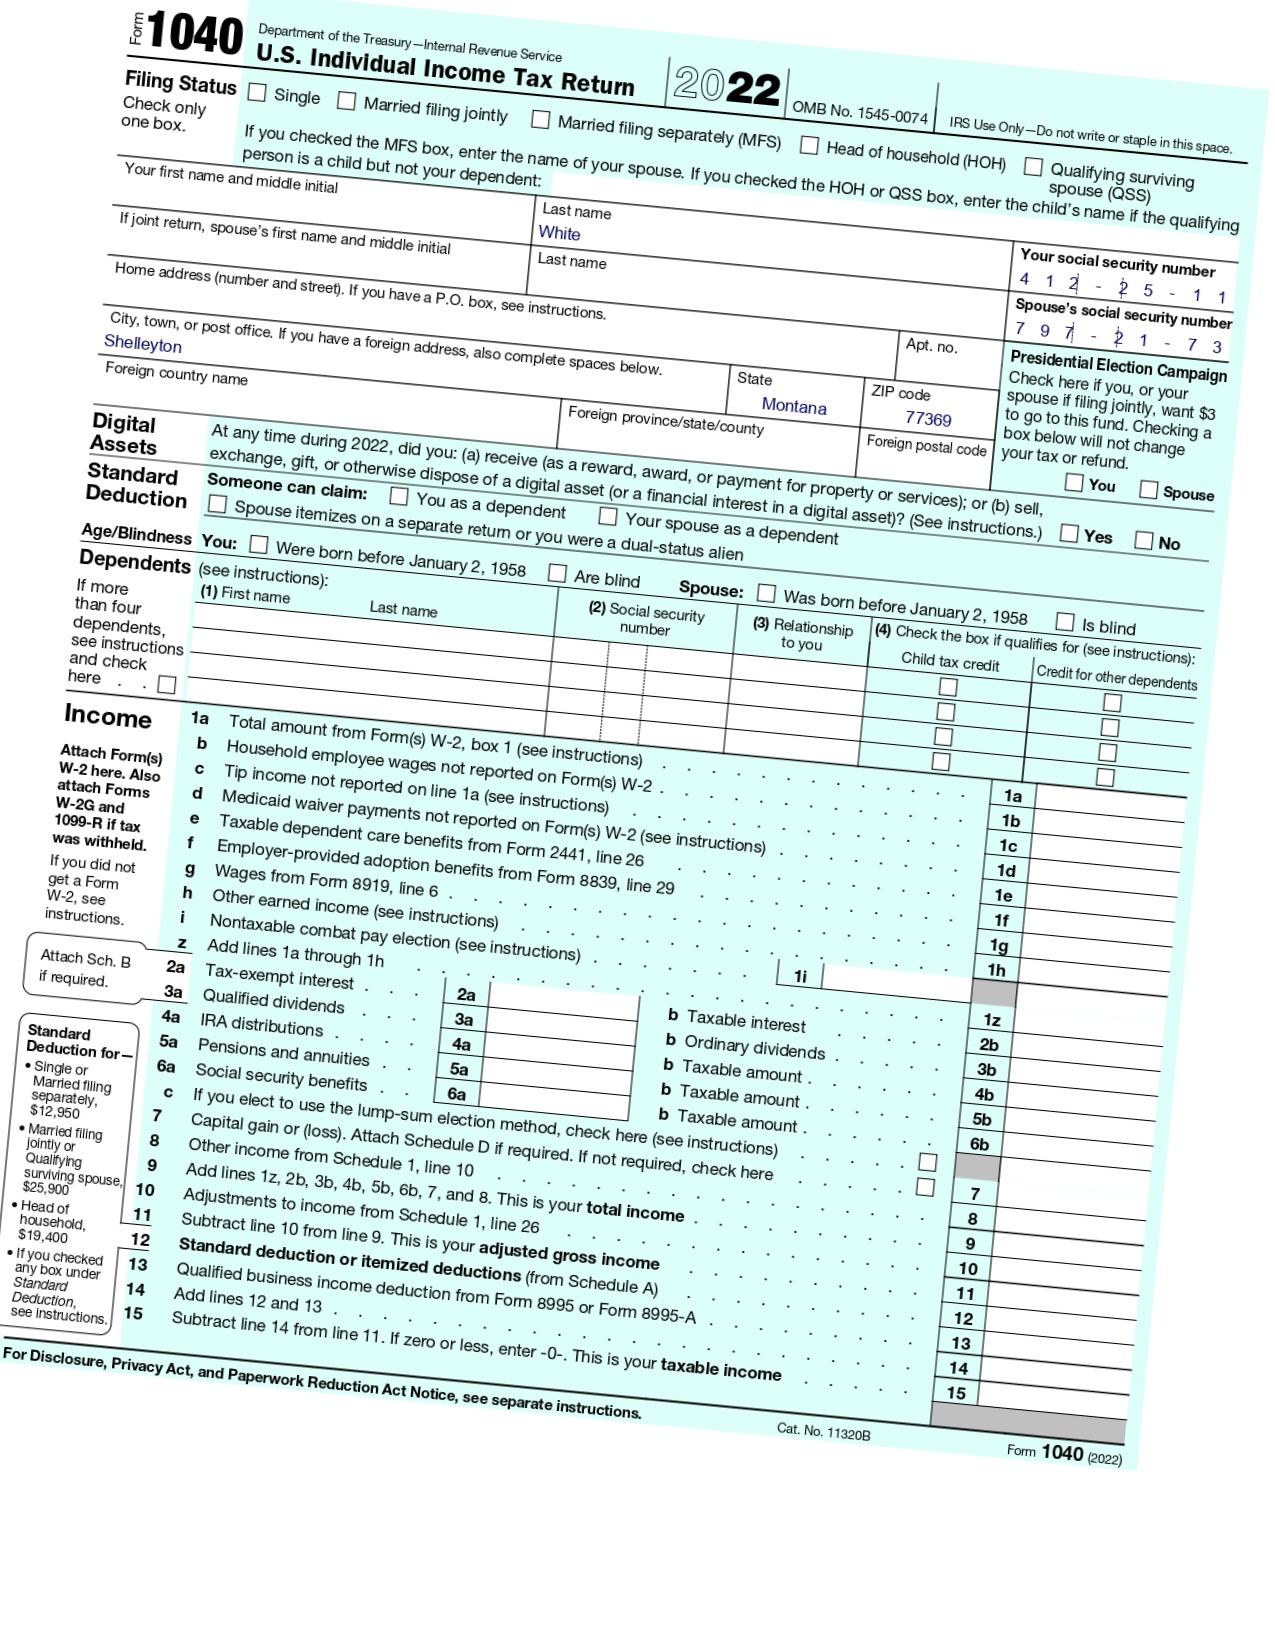 Form 1040 Department of the Treasury—Internal Revenue Service
U.S. Individual Income Tax Return 2022 OMB No. 1545-0074 IRS Use Only—Do not write or staple in this space.
Filing Status
Check only
one box.
Single Married filing jointly Married filing separately (MFS) Head of household (HOH) Qualifying surviving
spouse (QSS)
If you checked the MFS box, enter the name of your spouse. If you checked the HOH or QSS box, enter the child's name if the qualifying
person is a child but not your dependent:
Your first name and middle initial
Last name
White
Your social security number
4 1 2 - 2 5 - 1 1
If joint return, spouse's first name and middle initial
Last name
Spouse's social security number
7 9 7 - 2 1 - 7 3
Home address (number and street). If you have a P.O. box, see instructions.
Apt. no.
City, town, or post office. If you have a foreign address, also complete spaces below.
Shelleyton
State
Montana
ZIP code
77369
Foreign country name
Foreign province/state/county
Foreign postal code
Presidential Election Campaign
Check here if you, or your
spouse if filing jointly, want $3
to go to this fund. Checking a
box below will not change
your tax or refund.
You Spouse
Digital
Assets
At any time during 2022, did you: (a) receive (as a reward, award, or payment for property or services); or (b) sell,
exchange, gift, or otherwise dispose of a digital asset (or a financial interest in a digital asset)? (See instructions.) Yes No
Standard
Deduction
Someone can claim: You as a dependent Your spouse as a dependent
Spouse itemizes on a separate return or you were a dual-status alien
Age/Blindness You: Were born before January 2, 1958 Are blind Spouse: Was born before January 2, 1958 Is blind
Dependents (see instructions):
If more
than four
dependents,
see instructions
and check
here . .
(1) First name Last name
(2) Social security
number
(3) Relationship
to you
(4) Check the box if qualifies for (see instructions):
Child tax credit Credit for other dependents
Income
Attach Form(s)
W-2 here. Also
attach Forms
W-2G and
1099-R if tax
was withheld.
If you did not
get a Form
W-2, see
instructions.
1a Total amount from Form(s) W-2, box 1 (see instructions) 1a
b Household employee wages not reported on Form(s) W-2 1b
c Tip income not reported on line 1a (see instructions) 1c
d Medicaid waiver payments not reported on Form(s) W-2 (see instructions) 1d
e Taxable dependent care benefits from Form 2441, line 26 1e
f Employer-provided adoption benefits from Form 8839, line 29 1f
g Wages from Form 8919, line 6 1g
h Other earned income (see instructions) 1h
i Nontaxable combat pay election (see instructions) 1i
z Add lines 1a through 1h 1z
Attach Sch. B
if required.
2a Tax-exempt interest 2a b Taxable interest 2b
3a Qualified dividends 3a b Ordinary dividends 3b
4a IRA distributions 4a b Taxable amount 4b
5a Pensions and annuities 5a b Taxable amount 5b
6a Social security benefits 6a b Taxable amount 6b
c If you elect to use the lump-sum election method, check here (see instructions)
7 Capital gain or (loss). Attach Schedule D if required. If not required, check here 7
8 Other income from Schedule 1, line 10 8
9 Add lines 1z, 2b, 3b, 4b, 5b, 6b, 7, and 8. This is your total income 9
10 Adjustments to income from Schedule 1, line 26 10
11 Subtract line 10 from line 9. This is your adjusted gross income 11
12 Standard deduction or itemized deductions (from Schedule A) 12
13 Qualified business income deduction from Form 8995 or Form 8995-A 13
14 Add lines 12 and 13 14
15 Subtract line 14 from line 11. If zero or less, enter -0-. This is your taxable income 15
Standard
Deduction for—
• Single or
Married filing
separately,
$12,950
• Married filing
jointly or
Qualifying
surviving spouse,
$25,900
• Head of
household,
$19,400
• If you checked
any box under
Standard
Deduction,
see instructions.
For Disclosure, Privacy Act, and Paperwork Reduction Act Notice, see separate instructions. Cat. No. 11320B Form 1040 (2022)